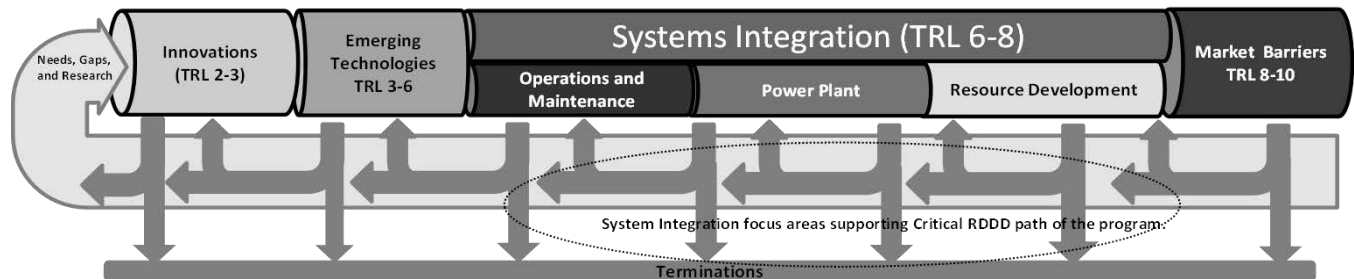 Needs, Gaps,
and Research
Innovations
(TRL 2-3)
Emerging
Technologies
TRL 3-6
Systems Integration (TRL 6-8)
Operations and
Maintenance
Power Plant
Resource Development
Market Barriers
TRL 8-10
System Integration focus areas supporting Critical RDDD path of the program.
Terminations